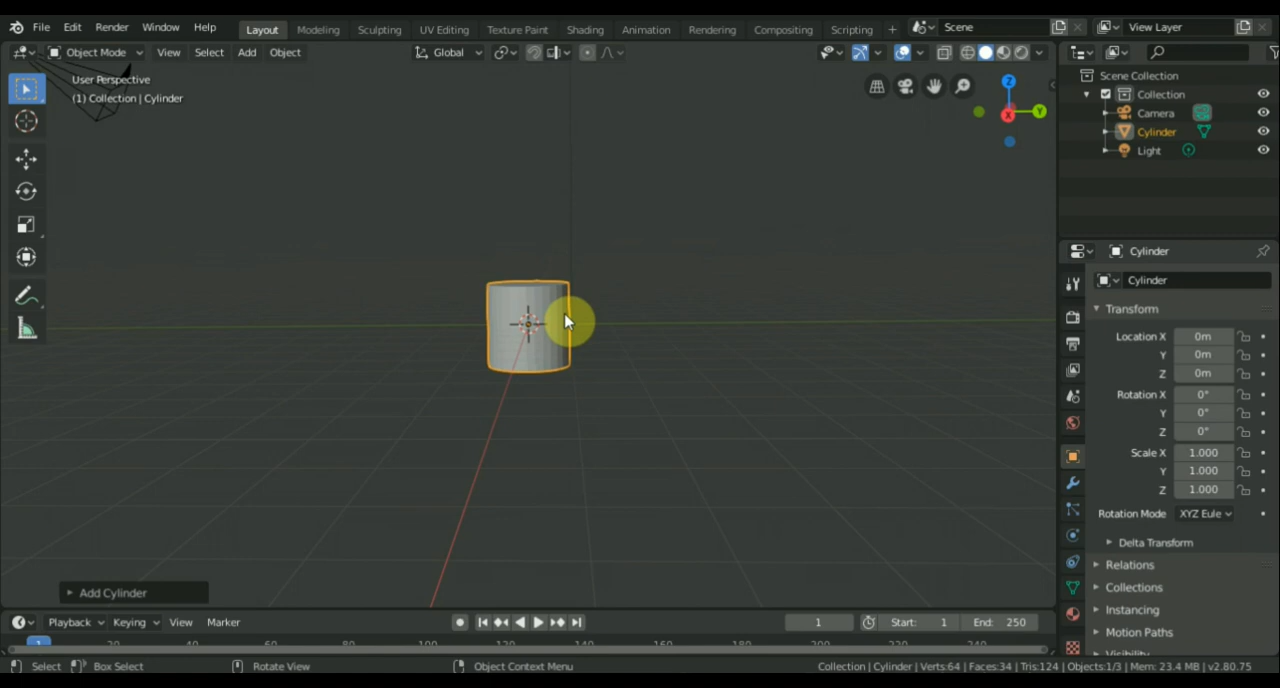 File Edit Render Window Help Layout Modeling Sculpting UV Editing Texture Paint Shading Animation Rendering Compositing Scripting + Scene View Layer
Object Mode View Select Add Object Global
User Perspective
(1) Collection | Cylinder
Z
X
Y
Scene Collection
Collection
Camera
Cylinder
Light
Cylinder
Cylinder
Transform
Location X 0m
Y 0m
Z 0m
Rotation X 0°
Y 0°
Z 0°
Scale X 1.000
Y 1.000
Z 1.000
Rotation Mode XYZ Eule
Delta Transform
Relations
Collections
Instancing
Motion Paths
Visibility
Add Cylinder
Playback Keying View Marker 1 Start: 1 End: 250
1 20 40 60 80 100 120 140 160 180 200 220 240
Select Box Select Rotate View Object Context Menu Collection | Cylinder | Verts:64 | Faces:34 | Tris:124 | Objects:1/3 | Mem: 23.4 MB | v2.80.75